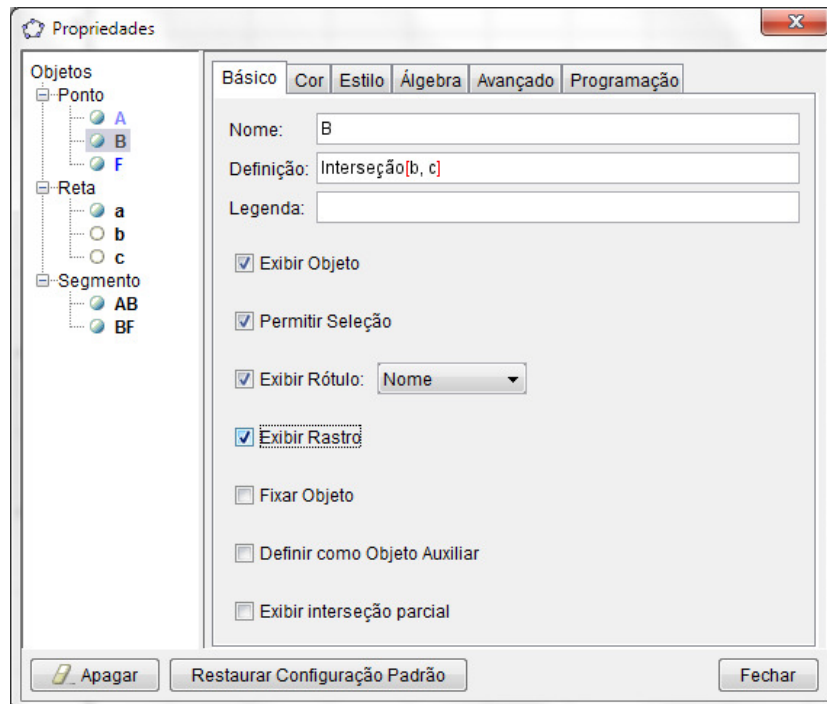 Propriedades
Objetos
Ponto
A
B
F
Reta
a
b
c
Segmento
AB
BF
Básico Cor Estilo Álgebra Avançado Programação
Nome: B
Definição: Interseção[b, c]
Legenda:
Exibir Objeto
Permitir Seleção
Exibir Rótulo: Nome
Exibir Rastro
Fixar Objeto
Definir como Objeto Auxiliar
Exibir interseção parcial
Apagar Restaurar Configuração Padrão Fechar